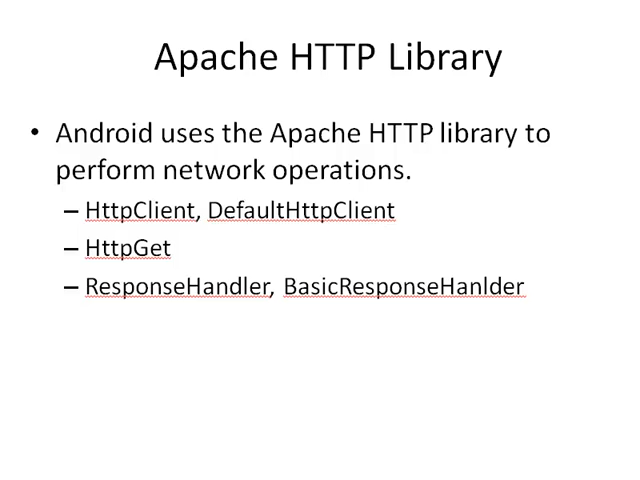 Apache HTTP Library
• Android uses the Apache HTTP library to
perform network operations.
– HttpClient, DefaultHttpClient
– HttpGet
– ResponseHandler, BasicResponseHanlder